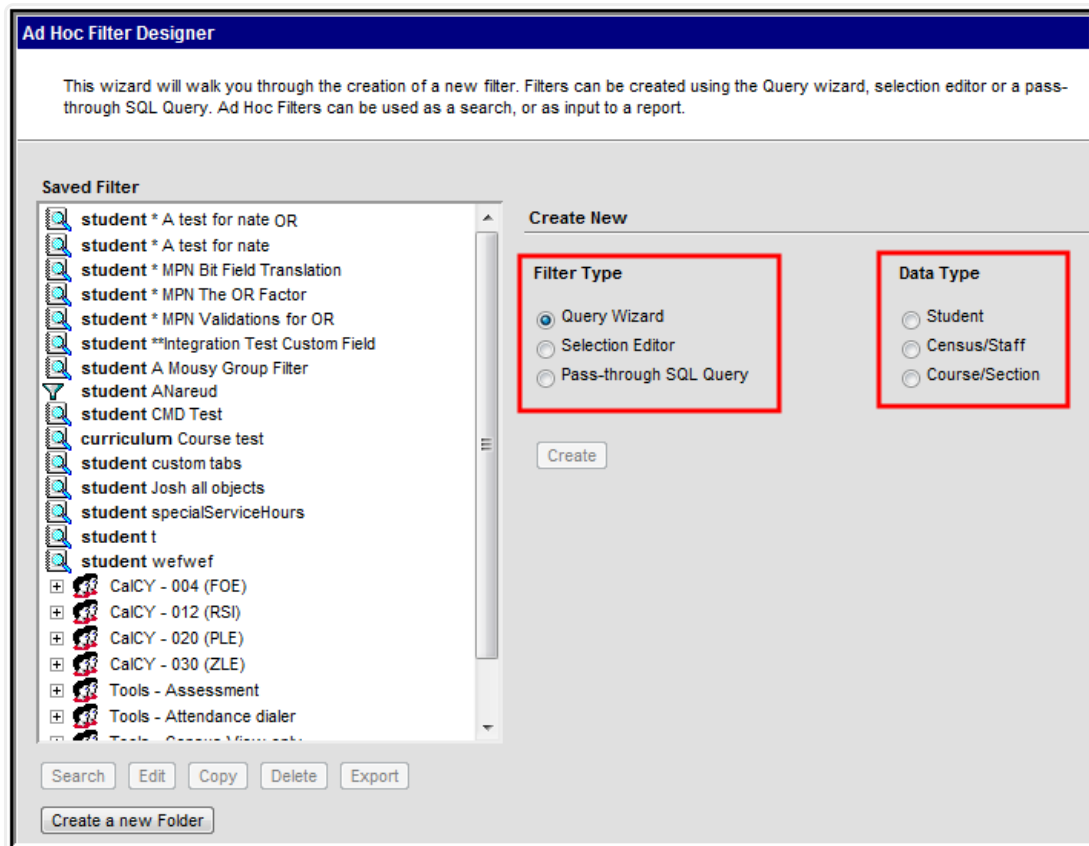 Ad Hoc Filter Designer
This wizard will walk you through the creation of a new filter. Filters can be created using the Query wizard, selection editor or a pass-
through SQL Query. Ad Hoc Filters can be used as a search, or as input to a report.
Saved Filter
student * A test for nate OR
student * A test for nate
student * MPN Bit Field Translation
student * MPN The OR Factor
student * MPN Validations for OR
student **Integration Test Custom Field
student A Mousy Group Filter
student ANareud
student CMD Test
curriculum Course test
student custom tabs
student Josh all objects
student specialServiceHours
student t
student wefwef
CalCY - 004 (FOE)
CalCY - 012 (RSI)
CalCY - 020 (PLE)
CalCY - 030 (ZLE)
Tools - Assessment
Tools - Attendance dialer
Tools - Census View only
Search Edit Copy Delete Export
Create a new Folder
Create New
Filter Type
Query Wizard
Selection Editor
Pass-through SQL Query
Data Type
Student
Census/Staff
Course/Section
Create